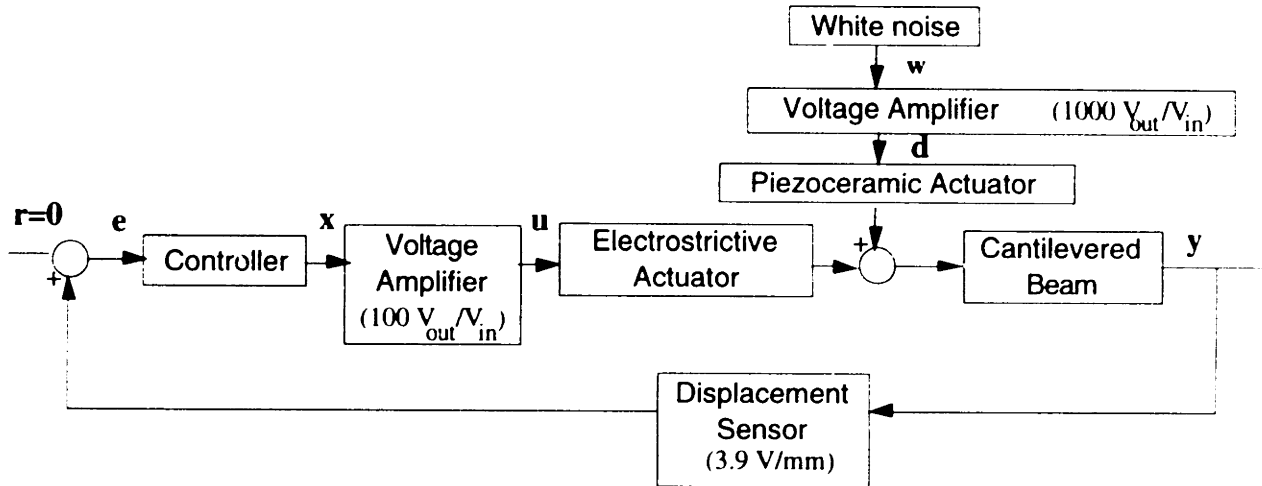 White noise
w
Voltage Amplifier (1000 V_out/V_in)
d
Piezoceramic Actuator
r=0
e
Controller
x
Voltage
Amplifier
(100 V_out/V_in)
u
Electrostrictive
Actuator
+
Cantilevered
Beam
y
+
Displacement
Sensor
(3.9 V/mm)